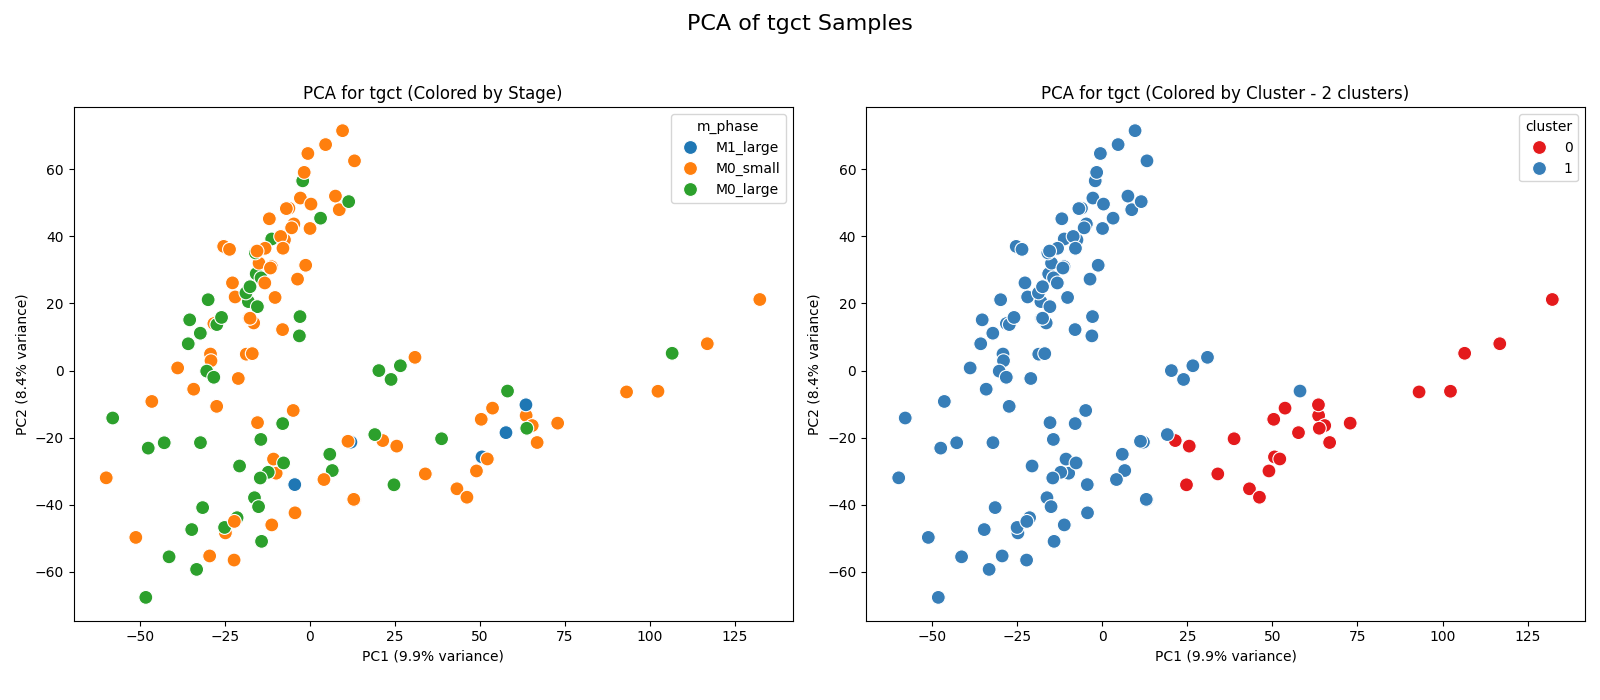 PCA of tgct Samples
PCA for tgct (Colored by Stage)
m_phase
M1_large
M0_small
M0_large
60
40
20
0
−20
−40
−60
PC2 (8.4% variance)
−50
−25
0
25
50
75
100
125
PC1 (9.9% variance)
PCA for tgct (Colored by Cluster - 2 clusters)
cluster
0
1
60
40
20
0
−20
−40
−60
PC2 (8.4% variance)
−50
−25
0
25
50
75
100
125
PC1 (9.9% variance)